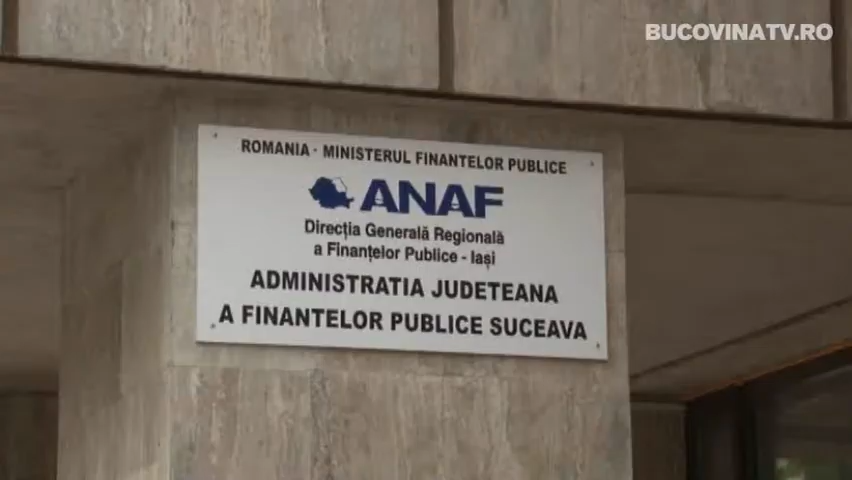 BUCOVINATV.RO
ROMANIA - MINISTERUL FINANTELOR PUBLICE
ANAF
Direcția Generală Regională
a Finanțelor Publice - Iași
ADMINISTRATIA JUDETEANA
A FINANTELOR PUBLICE SUCEAVA